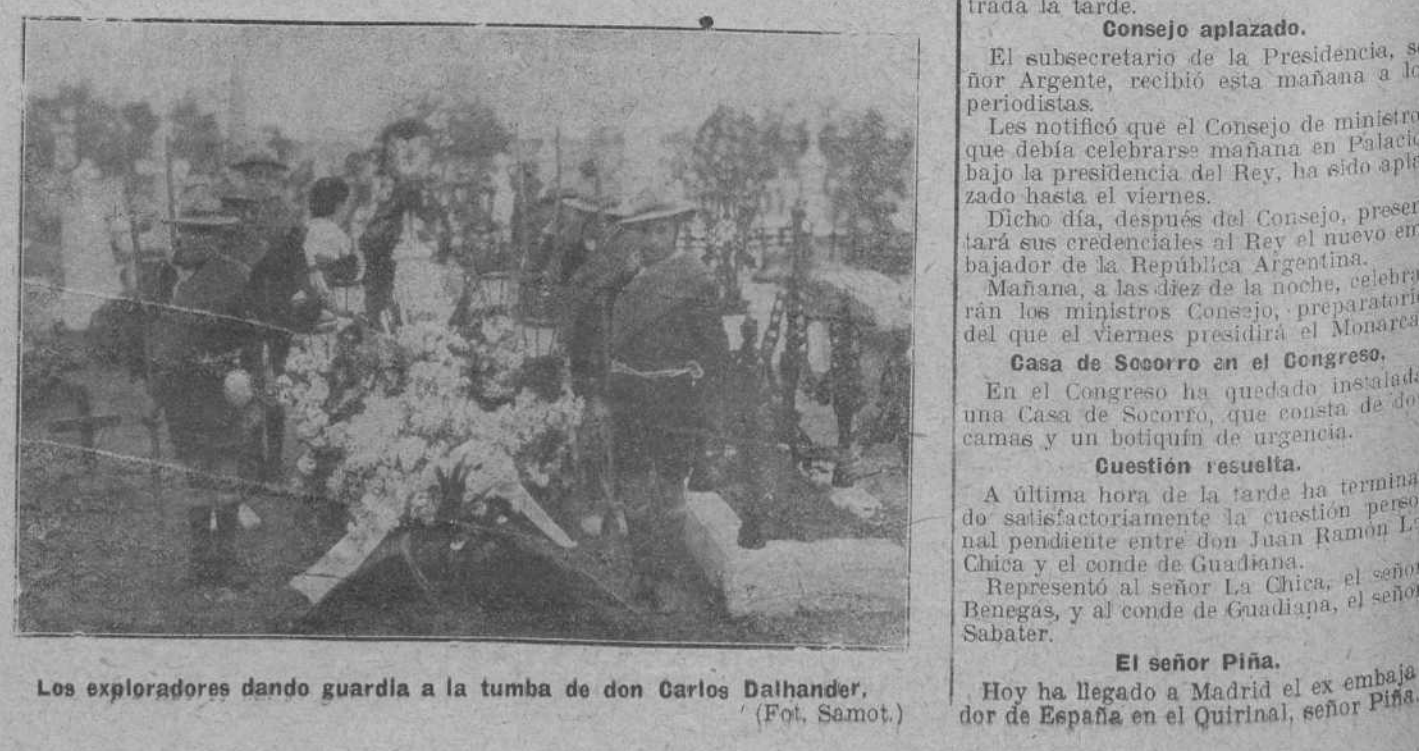 Los exploradores dando guardia a la tumba de don Carlos Dalhander.
(Fot. Samot.)
trada la tarde.
Consejo aplazado.
El subsecretario de la Presidencia, se
ñor Argente, recibió esta mañana a lo
periodistas.
Les notificó que el Consejo de ministro
que debía celebrarse mañana en Palacio
bajo la presidencia del Rey, ha sido apla
zado hasta el viernes.
Dicho día, después del Consejo, presen
tará sus credenciales al Rey el nuevo em
bajador de la República Argentina.
Mañana, a las diez de la noche, celebra
rán los ministros Consejo, preparatorio
del que el viernes presidirá el Monarca
Casa de Socorro en el Congreso.
En el Congreso ha quedado instalada
una Casa de Socorro, que consta de do
camas y un botiquín de urgencia.
Cuestión resuelta.
A última hora de la tarde ha termina
do satisfactoriamente la cuestión perso
nal pendiente entre don Juan Ramón L
Chica y el conde de Guadiana.
Representó al señor La Chica, el señor
Benegas, y al conde de Guadiana, el señor
Sabater.
El señor Piña.
Hoy ha llegado a Madrid el ex embaja
dor de España en el Quirinal, señor Piña.